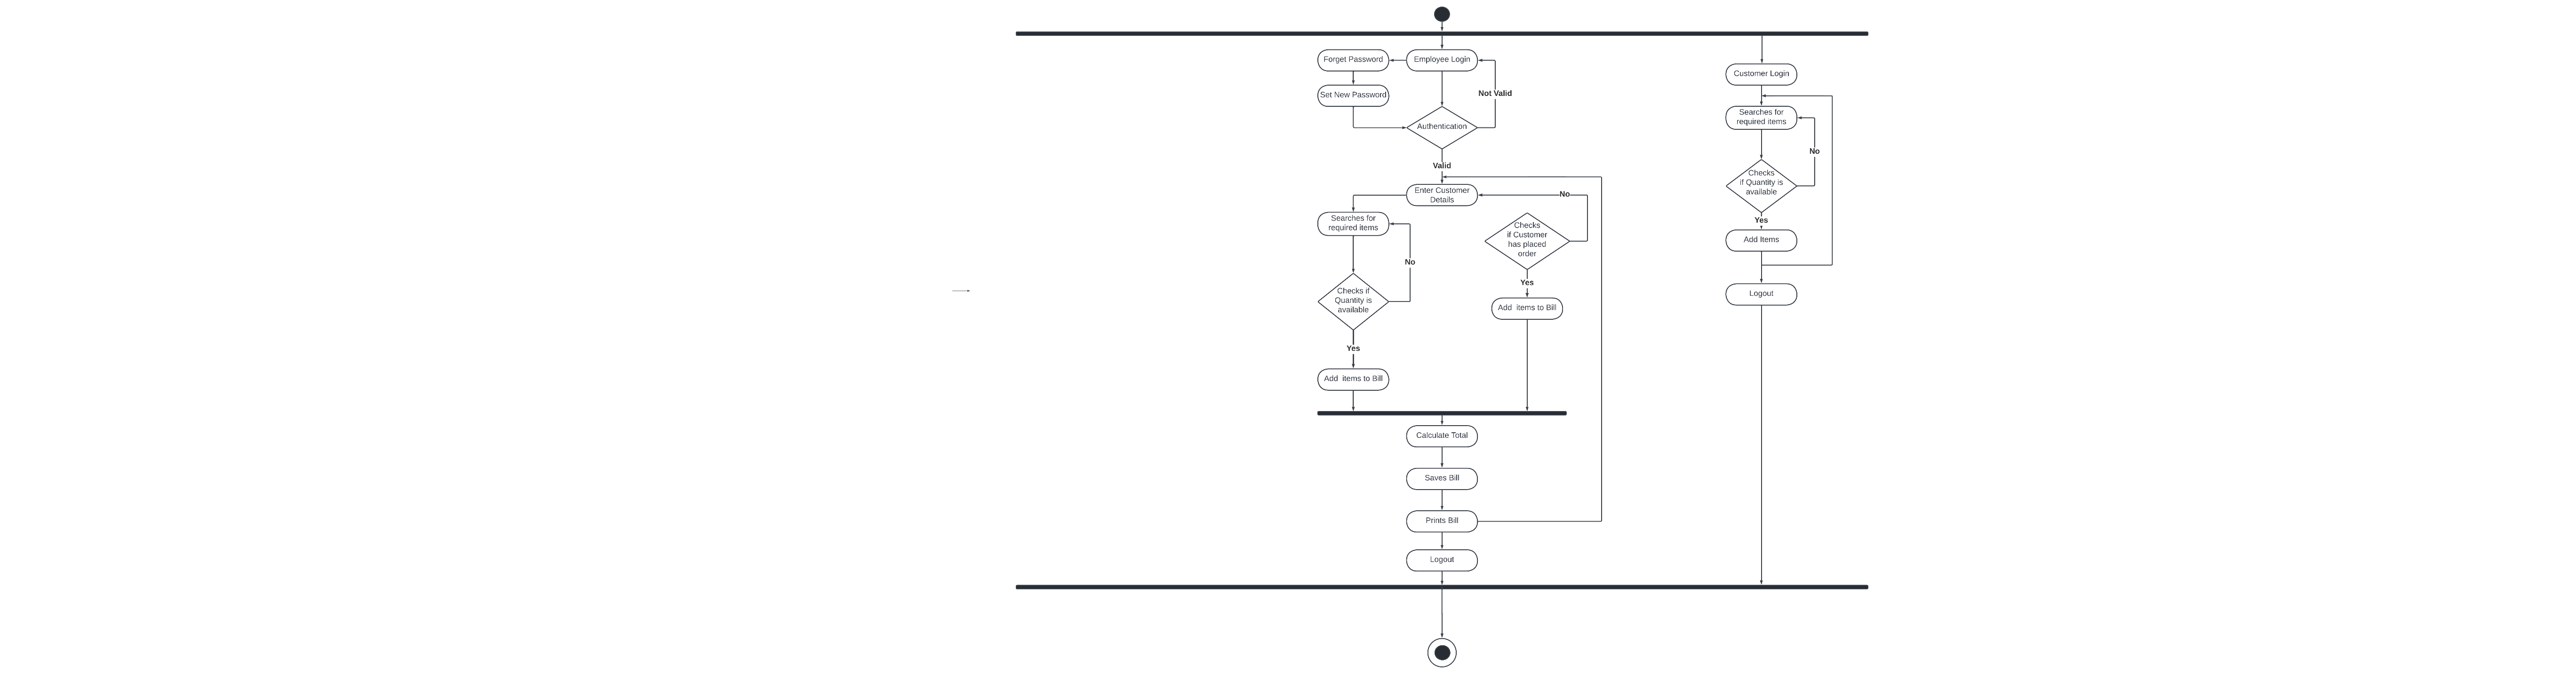 Forget Password
Employee Login
Set New Password
Not Valid
Authentication
Valid
Enter Customer
Details
No
Searches for
required items
Checks
if Customer
has placed
order
No
Yes
Checks if
Quantity is
available
Add  items to Bill
Yes
Add  items to Bill
Calculate Total
Saves Bill
Prints Bill
Logout
Customer Login
Searches for
required items
No
Checks
if Quantity is
available
Yes
Add Items
Logout